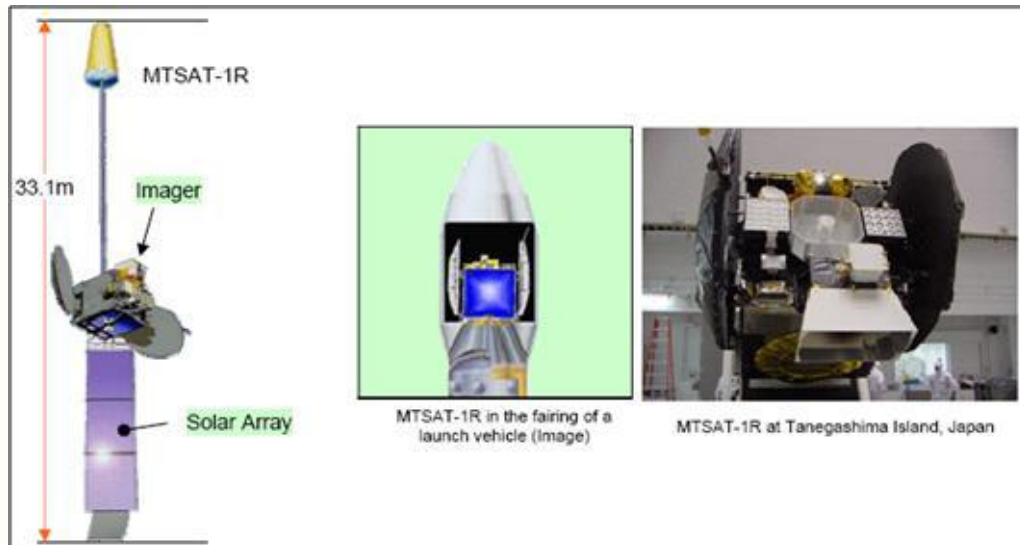 MTSAT-1R
33.1m
Imager
Solar Array
MTSAT-1R in the fairing of a
launch vehicle (Image)
MTSAT-1R at Tanegashima Island, Japan